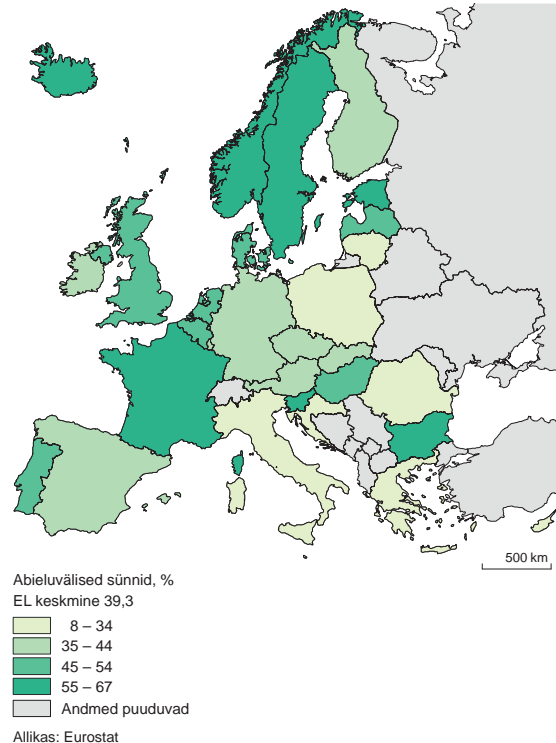 500 km
Abieluvälised sünnid, %
EL keskmine 39,3
8 – 34
35 – 44
45 – 54
55 – 67
Andmed puuduvad
Allikas: Eurostat